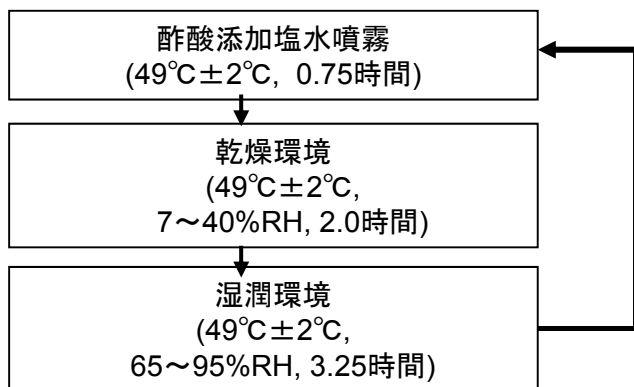 酢酸添加塩水噴霧
(49℃±2℃, 0.75時間)
乾燥環境
(49℃±2℃,
7～40%RH, 2.0時間)
湿潤環境
(49℃±2℃,
65～95%RH, 3.25時間)